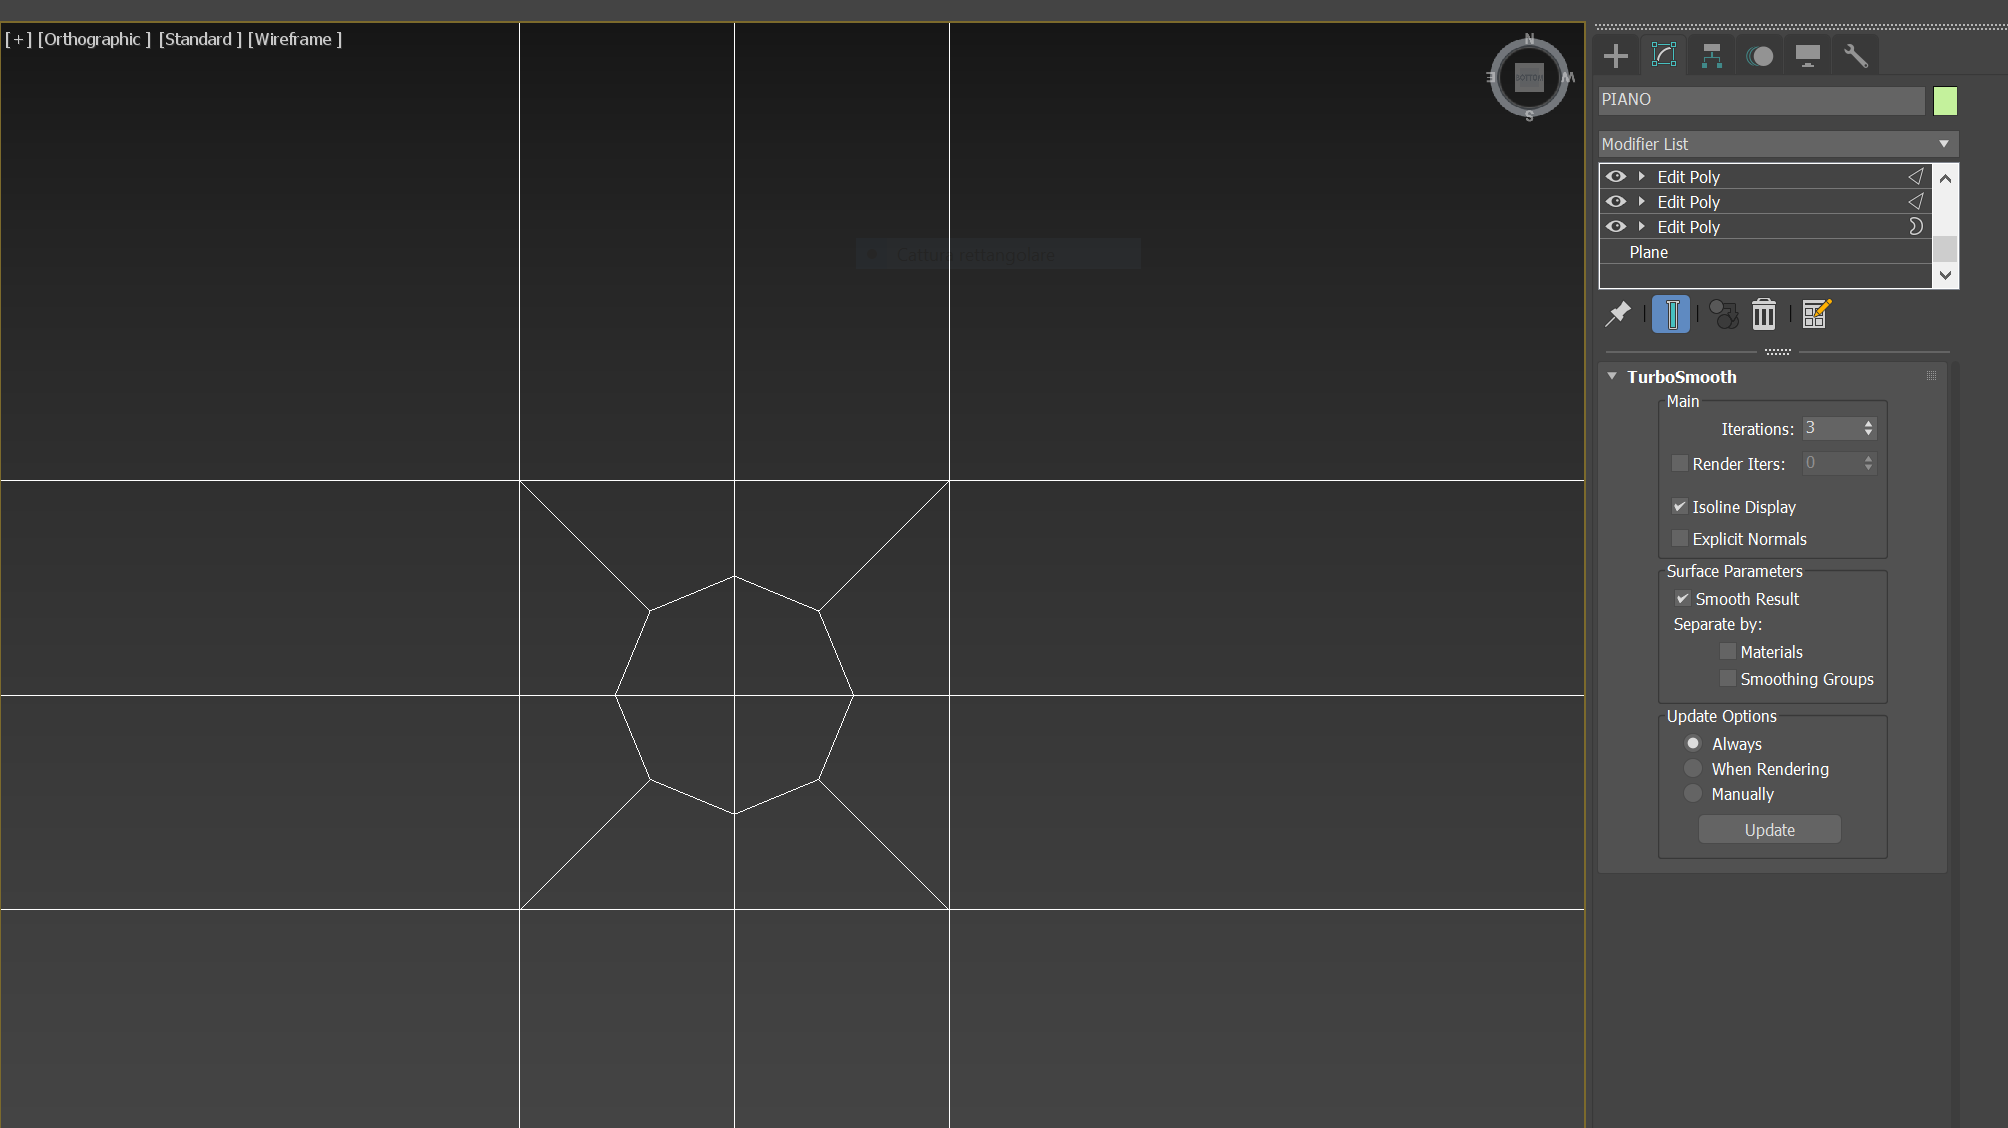 [ + ] [Orthographic ] [Standard ] [Wireframe ]
N
E
BOTTOM
W
S
Cattura rettangolare
PIANO
Modifier List
Edit Poly
Edit Poly
Edit Poly
Plane
TurboSmooth
Main
Iterations: 3
Render Iters: 0
Isoline Display
Explicit Normals
Surface Parameters
Smooth Result
Separate by:
Materials
Smoothing Groups
Update Options
Always
When Rendering
Manually
Update